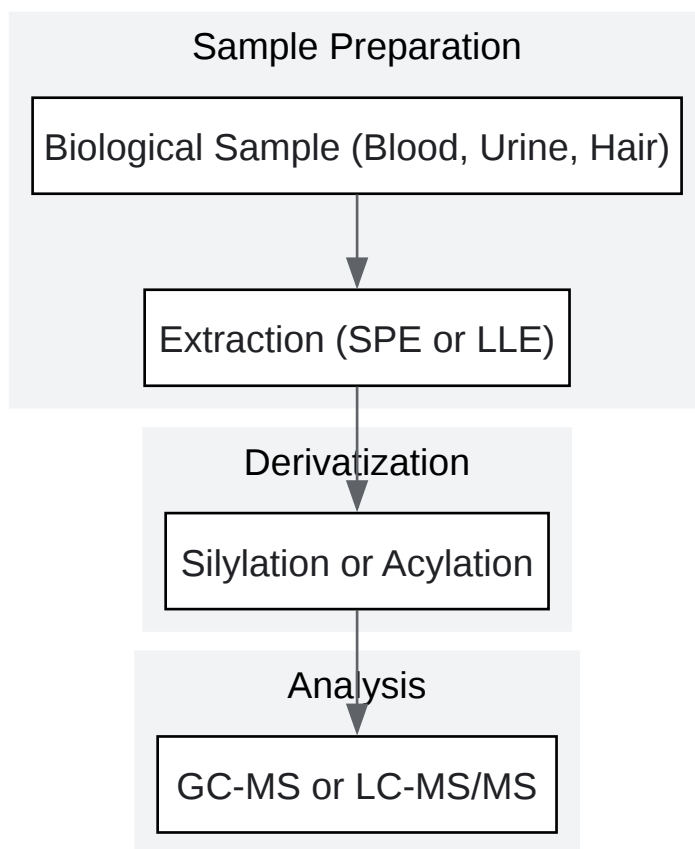 Sample Preparation
Biological Sample (Blood, Urine, Hair)
Extraction (SPE or LLE)
Derivatization
Silylation or Acylation
Analysis
GC-MS or LC-MS/MS